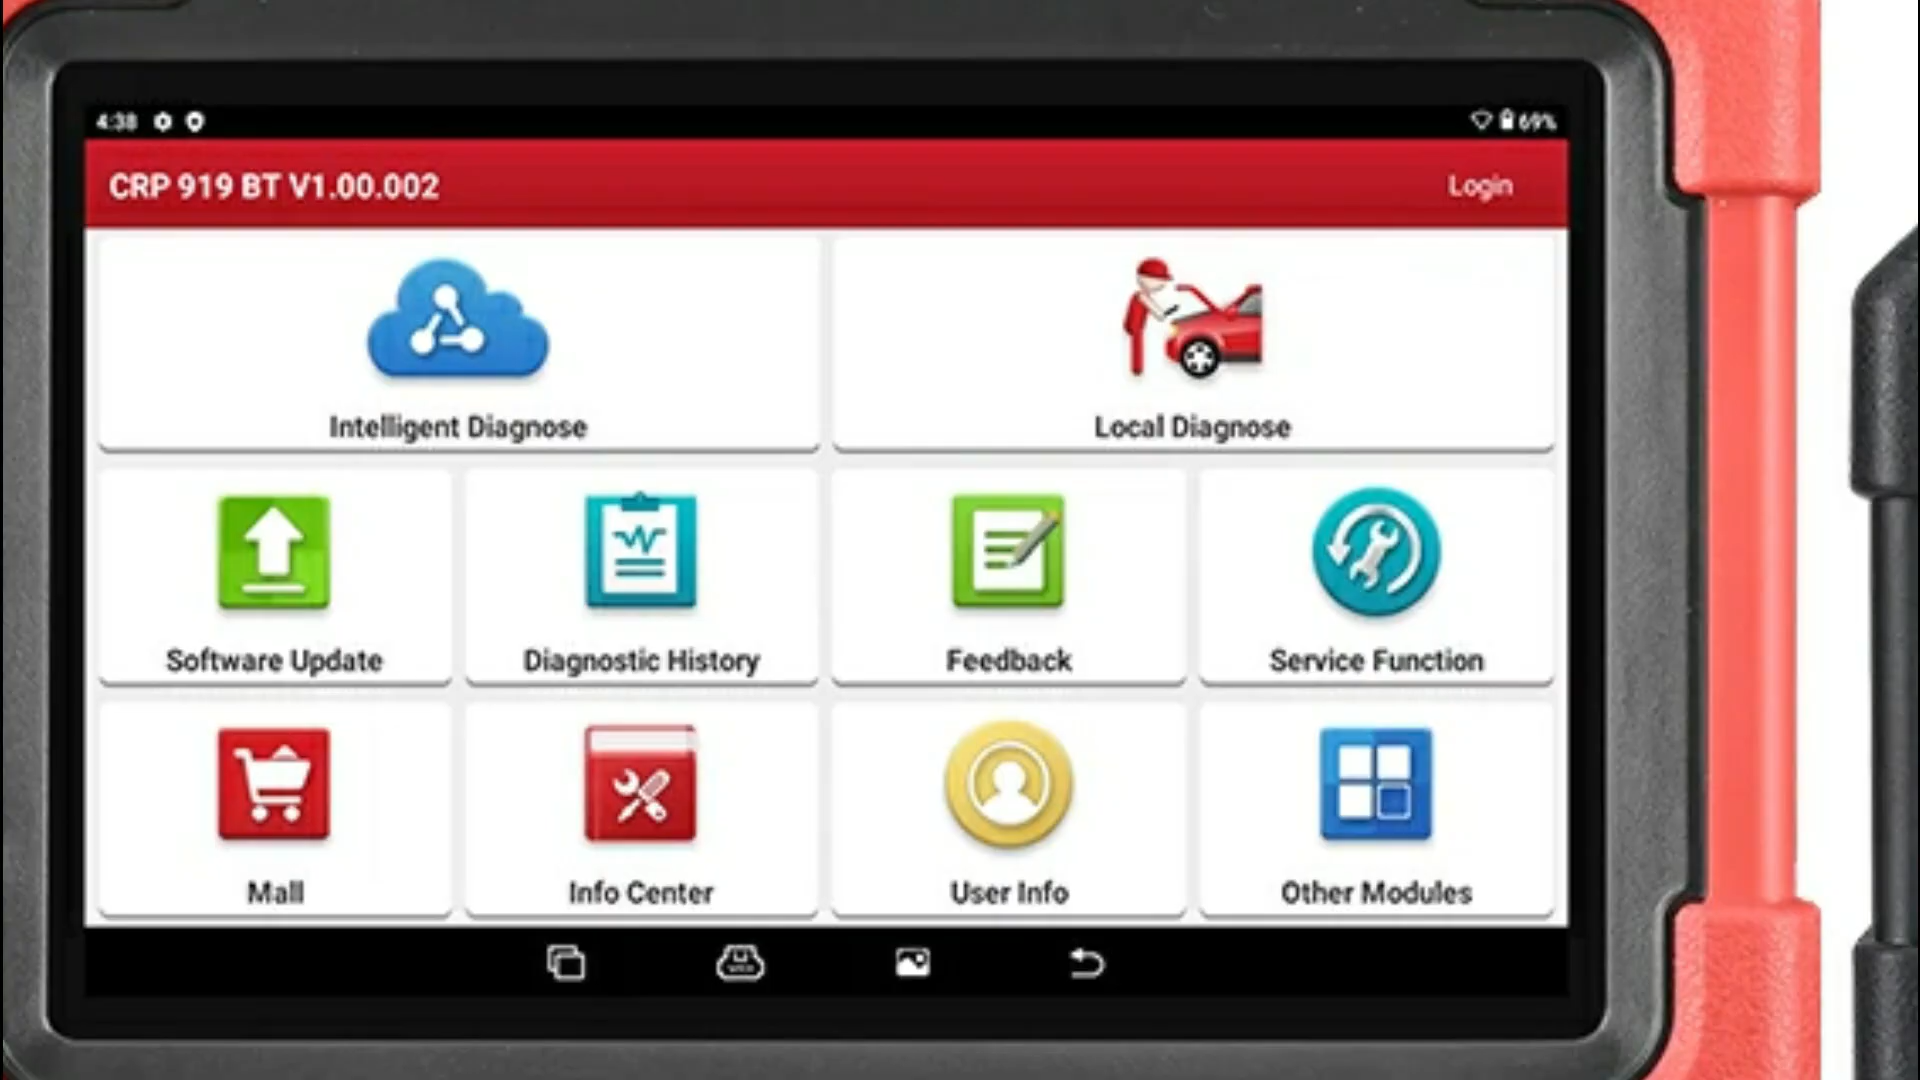 4:38
69%
CRP 919 BT V1.00.002
Login
Intelligent Diagnose
Local Diagnose
Software Update
Diagnostic History
Feedback
Service Function
Mall
Info Center
User Info
Other Modules